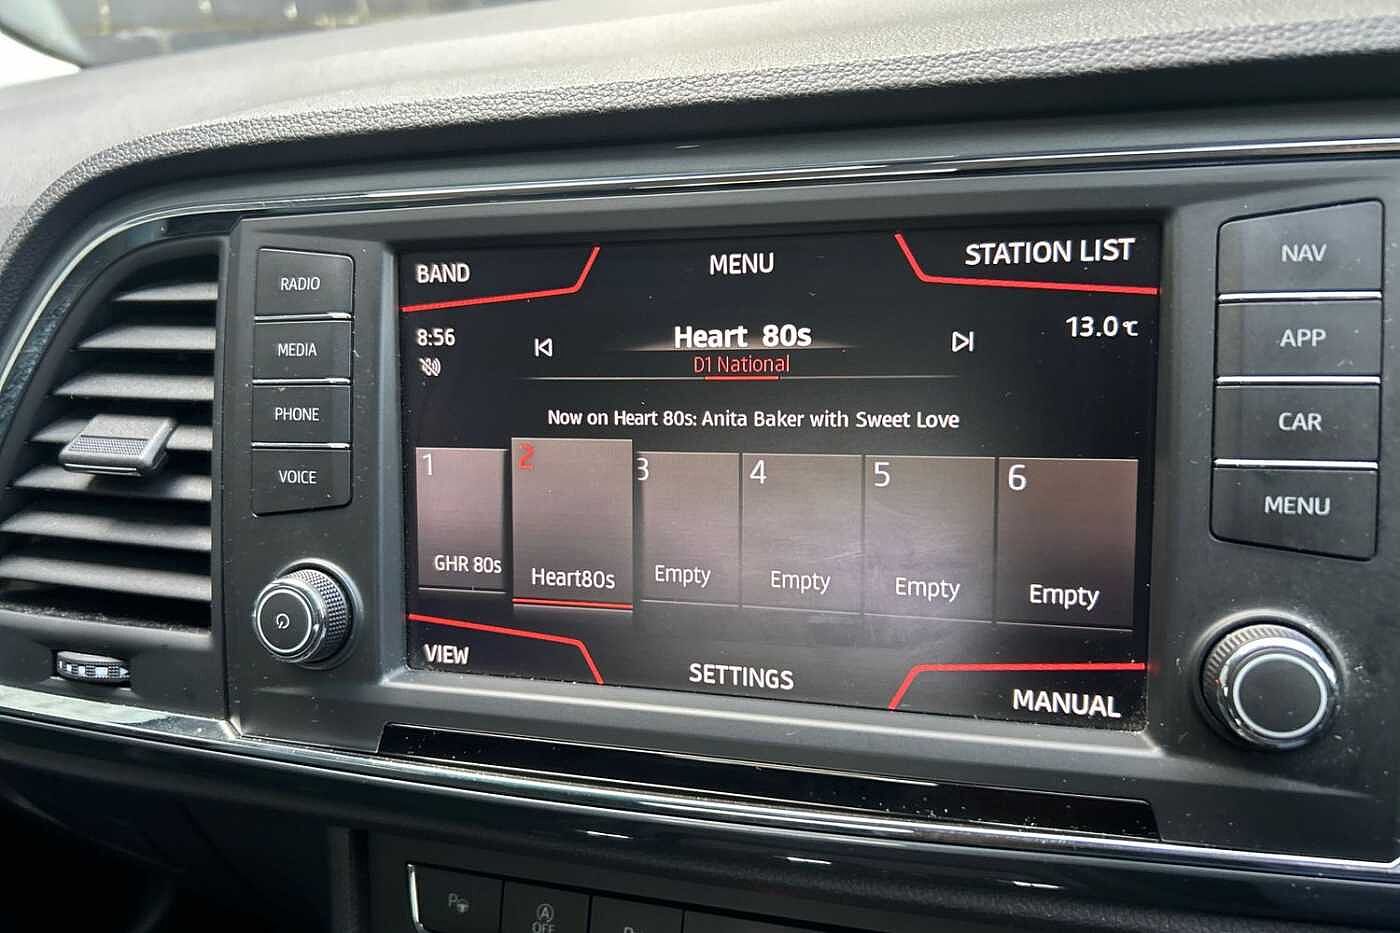 BAND
MENU
STATION LIST
8:56
Heart 80s
13.0 °C
D1 National
Now on Heart 80s: Anita Baker with Sweet Love
1
2
3
4
5
6
GHR 80s
Heart80s
Empty
Empty
Empty
Empty
VIEW
SETTINGS
MANUAL
RADIO
MEDIA
PHONE
VOICE
NAV
APP
CAR
MENU
P
A
OFF